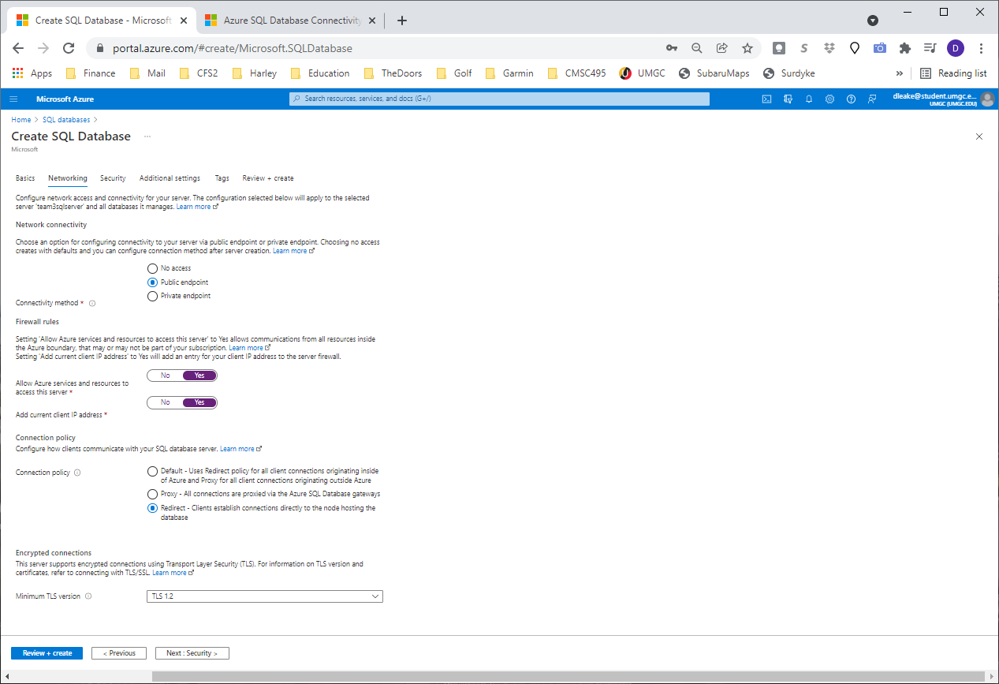 Create SQL Database - Microsoft
Azure SQL Database Connectivity
portal.azure.com/#create/Microsoft.SQLDatabase
S
D
Apps Finance Mail CFS2 Harley Education TheDoors Golf Garmin CMSC495 UMGC SubaruMaps Surdyke » Reading list
Microsoft Azure
Search resources, services, and docs (G+/)
dleake@student.umgc.e...
UMGC (UMGC.EDU)
Home > SQL databases >
Create SQL Database ...
Microsoft
Basics Networking Security Additional settings Tags Review + create
Configure network access and connectivity for your server. The configuration selected below will apply to the selected
server 'team3sqlserver' and all databases it manages. Learn more
Network connectivity
Choose an option for configuring connectivity to your server via public endpoint or private endpoint. Choosing no access
creates with defaults and you can configure connection method after server creation. Learn more
No access
Public endpoint
Private endpoint
Connectivity method *
Firewall rules
Setting 'Allow Azure services and resources to access this server' to Yes allows communications from all resources inside
the Azure boundary, that may or may not be part of your subscription. Learn more
Setting 'Add current client IP address' to Yes will add an entry for your client IP address to the server firewall.
No Yes
Allow Azure services and resources to
access this server *
No Yes
Add current client IP address *
Connection policy
Configure how clients communicate with your SQL database server. Learn more
Connection policy
Default - Uses Redirect policy for all client connections originating inside
of Azure and Proxy for all client connections originating outside Azure
Proxy - All connections are proxied via the Azure SQL Database gateways
Redirect - Clients establish connections directly to the node hosting the
database
Encrypted connections
This server supports encrypted connections using Transport Layer Security (TLS). For information on TLS version and
certificates, refer to connecting with TLS/SSL. Learn more
Minimum TLS version
TLS 1.2
Review + create < Previous Next : Security >